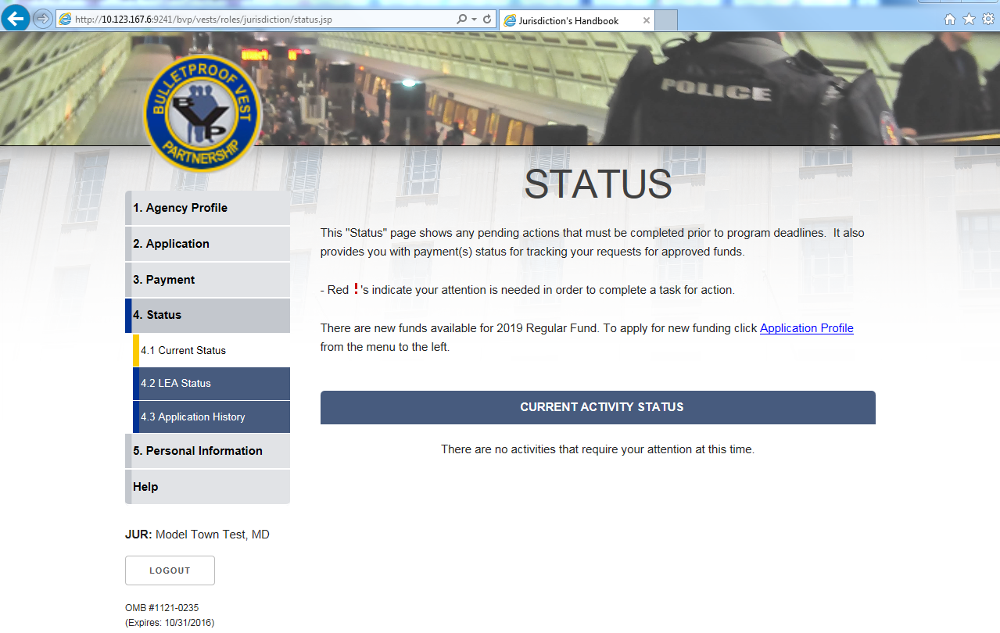 http://10.123.167.6:9241/bvp/vests/roles/jurisdiction/status.jsp
Jurisdiction's Handbook
POLICE
BULLETPROOF VEST
BVP
PARTNERSHIP
STATUS
1. Agency Profile
2. Application
3. Payment
4. Status
4.1 Current Status
4.2 LEA Status
4.3 Application History
5. Personal Information
Help
JUR: Model Town Test, MD
LOGOUT
OMB #1121-0235
(Expires: 10/31/2016)
This "Status" page shows any pending actions that must be completed prior to program deadlines.  It also
provides you with payment(s) status for tracking your requests for approved funds.
- Red !'s indicate your attention is needed in order to complete a task for action.
There are new funds available for 2019 Regular Fund. To apply for new funding click Application Profile
from the menu to the left.
CURRENT ACTIVITY STATUS
There are no activities that require your attention at this time.